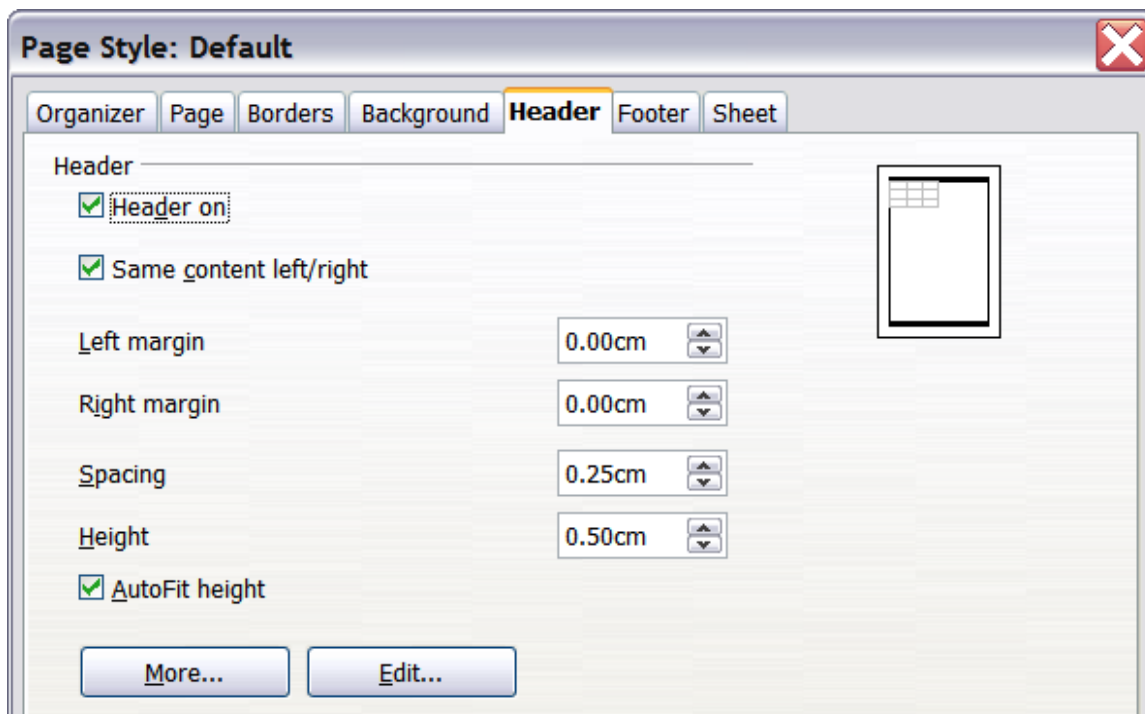 Page Style: Default
Organizer Page Borders Background Header Footer Sheet
Header
Header on
Same content left/right
Left margin 0.00cm
Right margin 0.00cm
Spacing 0.25cm
Height 0.50cm
AutoFit height
More... Edit...